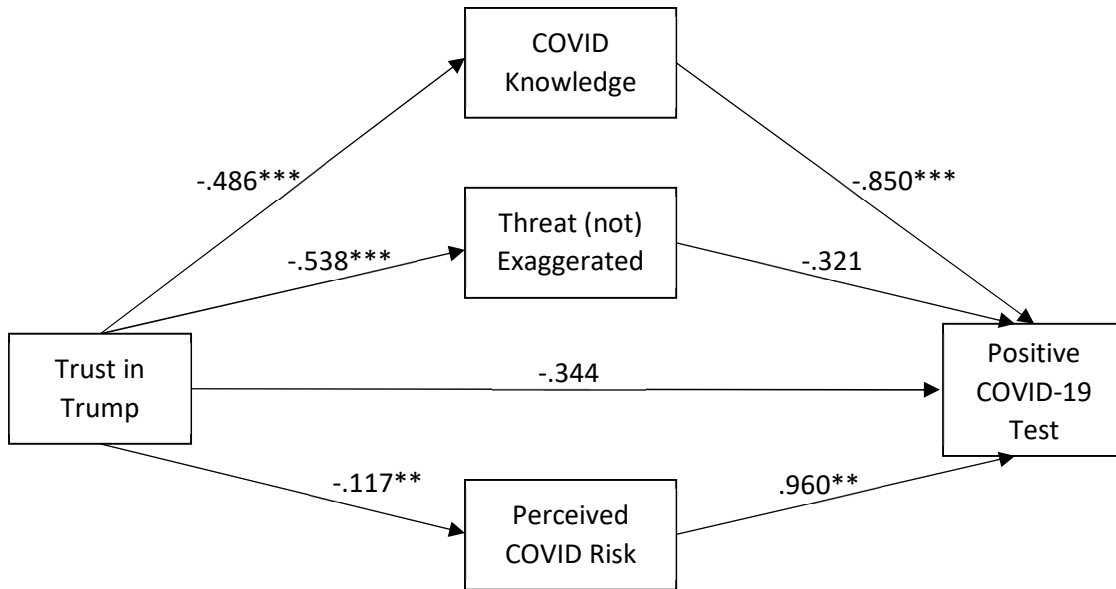 COVID
Knowledge
-.486***
-.850***
Threat (not)
Exaggerated
-.538***
-.321
Trust in
Trump
-.344
Positive
COVID-19
Test
-.117**
.960**
Perceived
COVID Risk